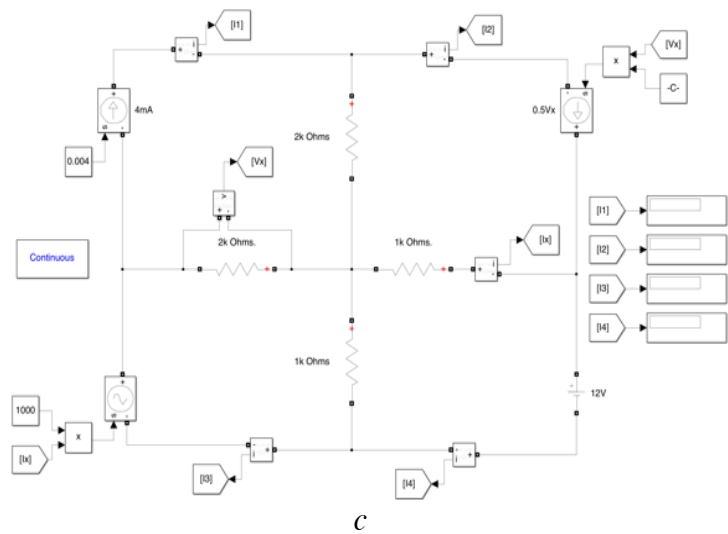 [I1]
[I2]
[Vx]
x
-C-
4mA
0.5Vx
2k Ohms
0.004
[Vx]
[I1]
2k Ohms.
1k Ohms.
[Ix]
[I2]
Continuous
[I3]
[I4]
1k Ohms
12V
1000
x
[Ix]
[I3]
[I4]
c